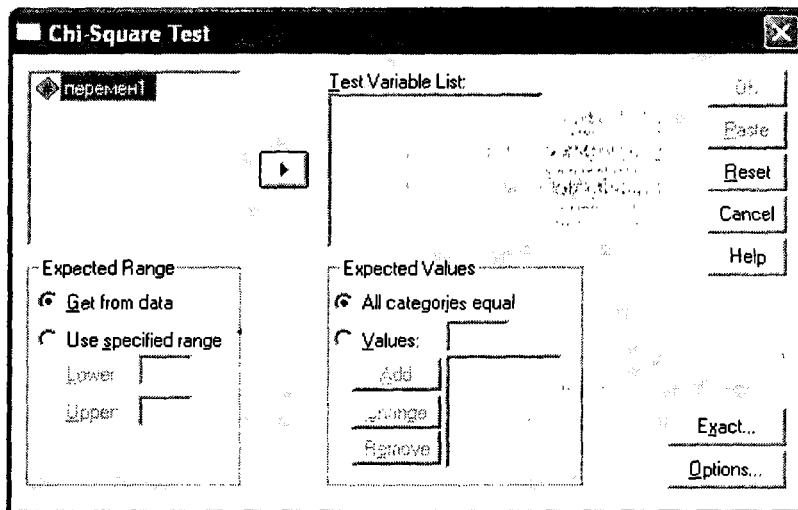 Chi-Square Test
перемен1
Test Variable List:
OK
Paste
Reset
Cancel
Help
Expected Range
Get from data
Use specified range
Lower
Upper
Expected Values
All categories equal
Values:
Add
Change
Remove
Exact...
Options...